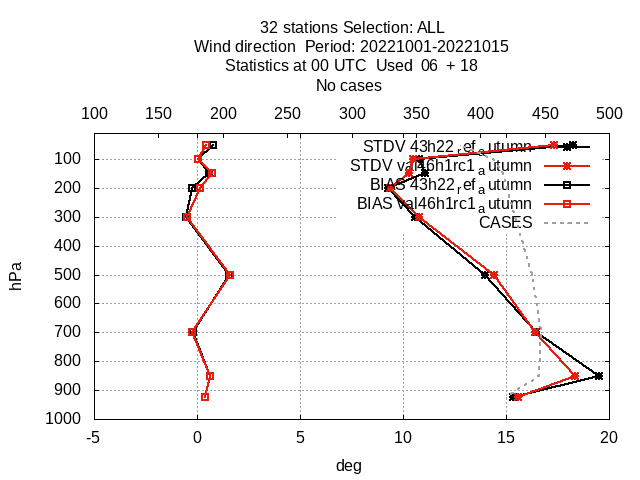 32 stations Selection: ALL
Wind direction  Period: 20221001-20221015
Statistics at 00 UTC  Used  06  + 18
No cases
100 150 200 250 300 350 400 450 500
STDV 43h22_ref_autumn
STDV val46h1rc1_autumn
BIAS 43h22_ref_autumn
BIAS val46h1rc1_autumn
CASES
100
200
300
400
500
600
700
800
900
1000
hPa
-5 0 5 10 15 20
deg